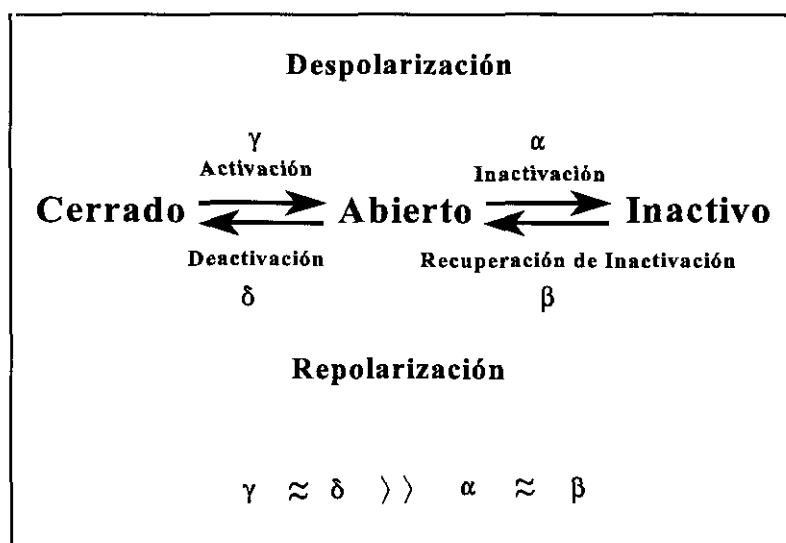 Despolarización
γ α
Activación Inactivación
Cerrado Abierto Inactivo
Deactivación Recuperación de Inactivación
δ β
Repolarización
γ ≈ δ 〉〉 α ≈ β